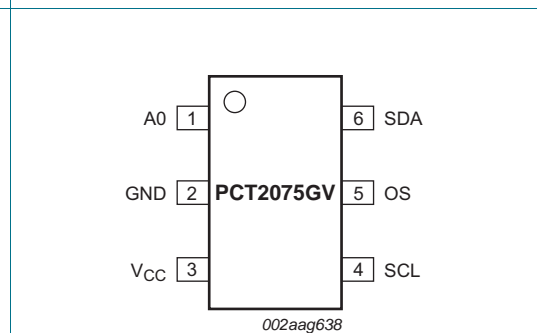 A0 1 6 SDA
GND 2 PCT2075GV 5 OS
VCC 3 4 SCL
002aag638